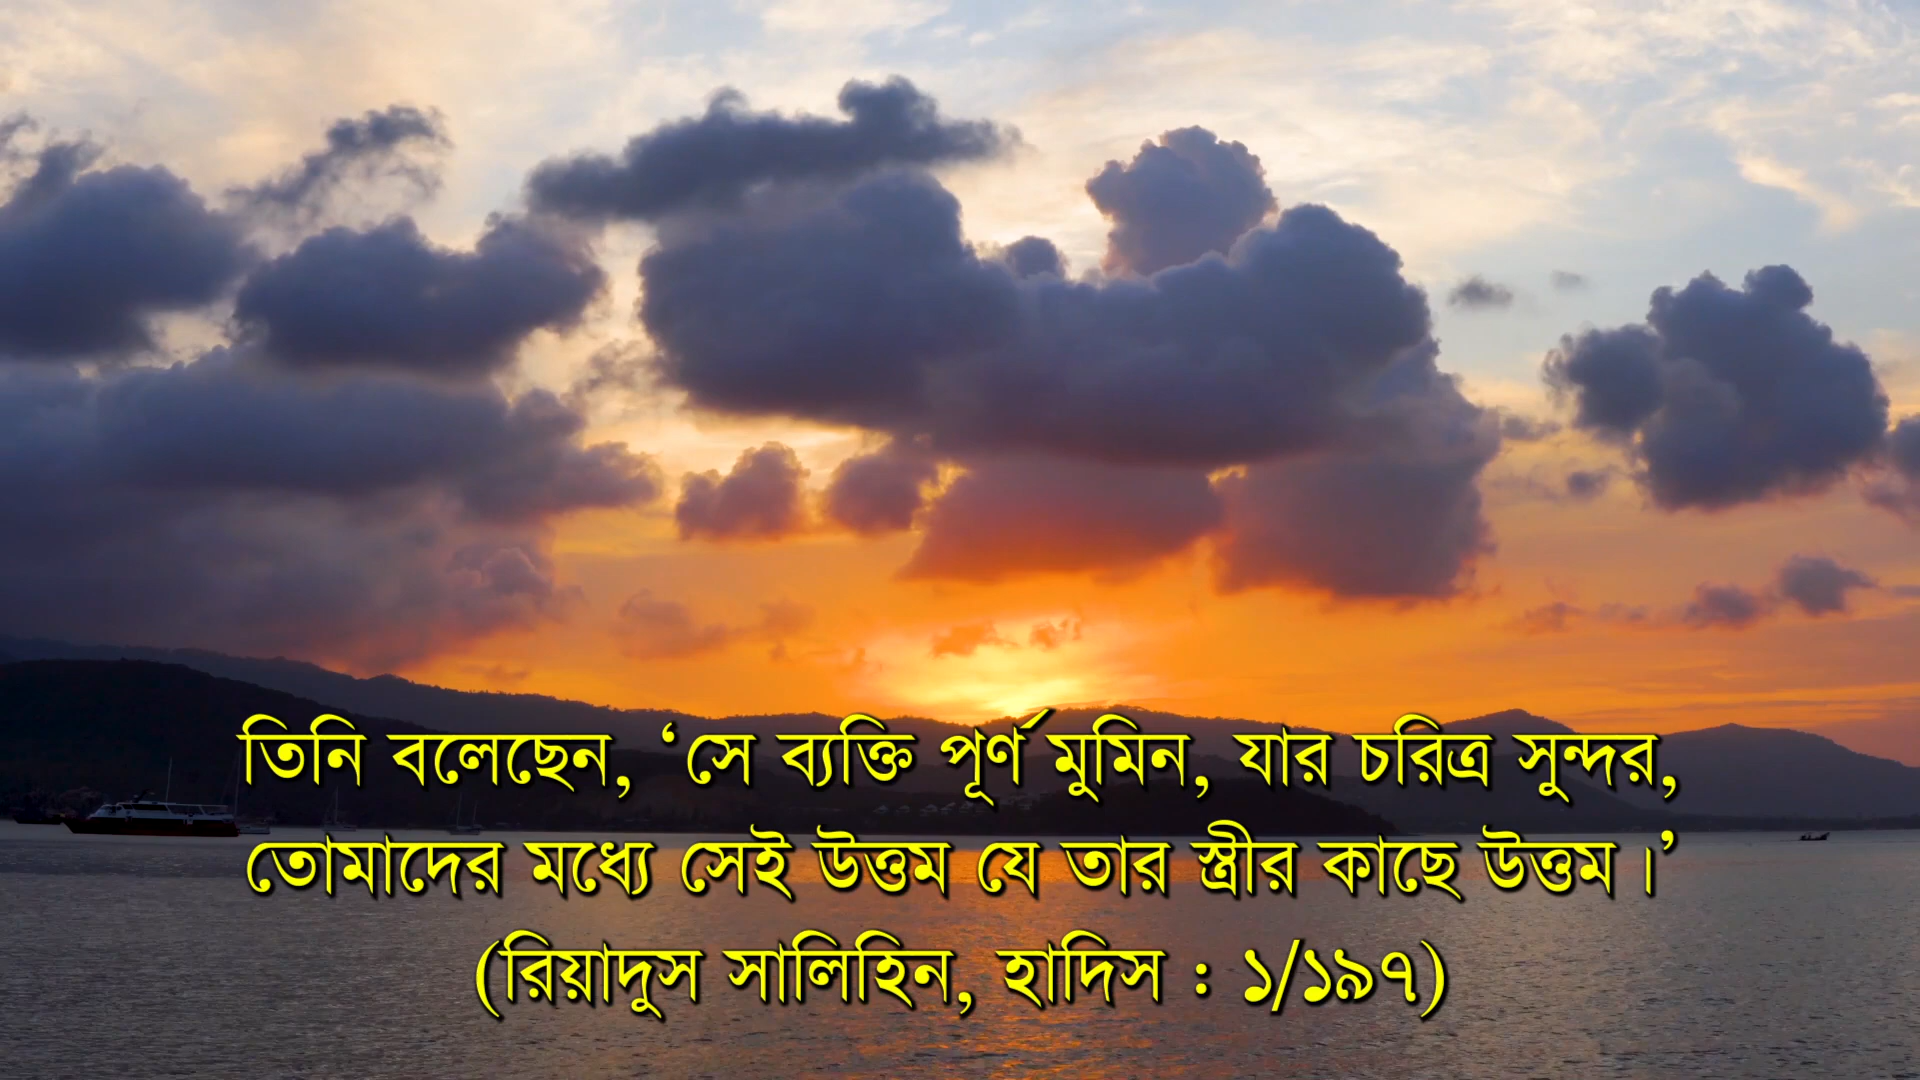 তিনি বলেছেন, ‘সে ব্যক্তি পূর্ণ মুমিন, যার চরিত্র সুন্দর,
তোমাদের মধ্যে সেই উত্তম যে তার স্ত্রীর কাছে উত্তম।’
(রিয়াদুস সালিহিন, হাদিস : ১/১৯৭)